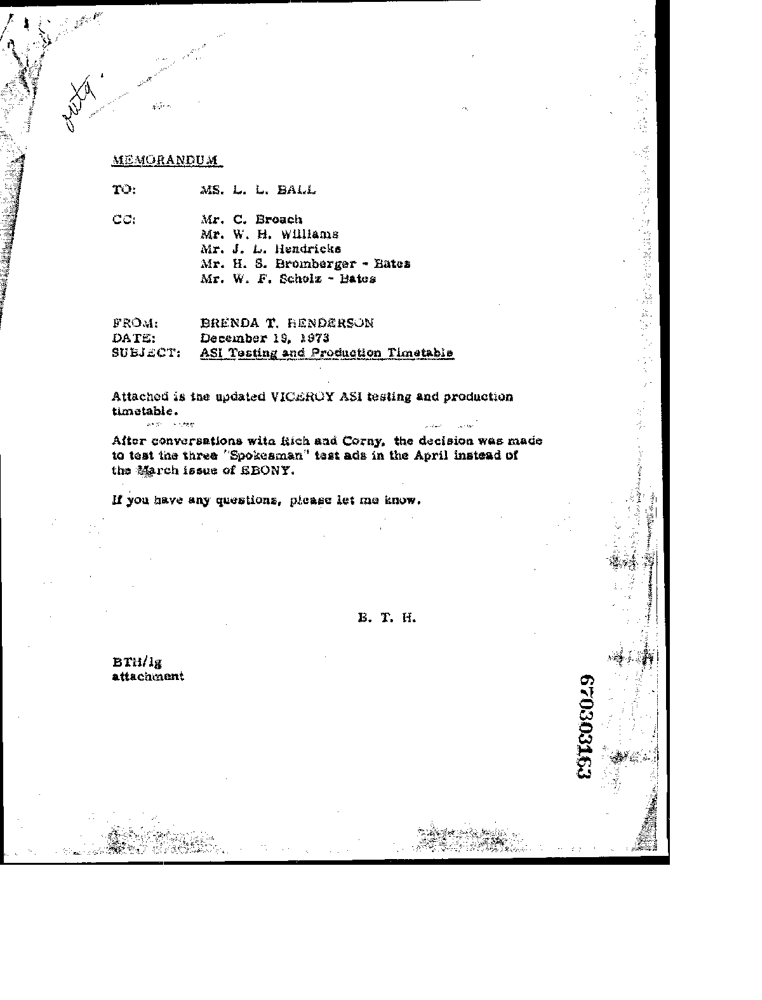 MEMORANDUM
TO: MS. L. L. BALL
CC: Mr. C. Broach
Mr. W. H. Williams
Mr. J. L. Hendricks
Mr. H. S. Bromberger - Bates
Mr. W. F. Scholz - Bates
FROM: BRENDA T. HENDERSON
DATE: December 19, 1973
SUBJECT: ASI Testing and Production Timetable
Attached is the updated VICEROY ASI testing and production
timetable.
After conversations with Rich and Corny, the decision was made
to test the three "Spokesman" test ads in the April instead of
the March issue of EBONY.
If you have any questions, please let me know.
B. T. H.
BTH/lg
attachment
670303163